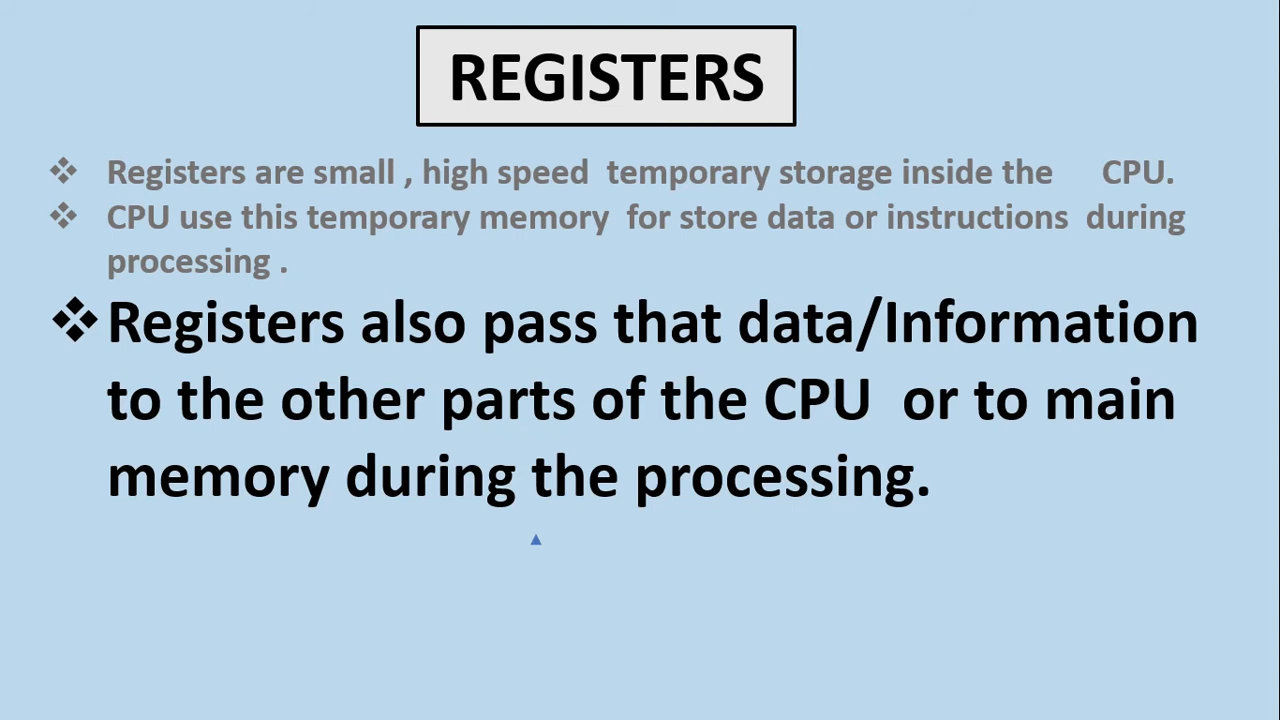 REGISTERS
❖ Registers are small , high speed temporary storage inside the CPU.
❖ CPU use this temporary memory for store data or instructions during
processing .
❖ Registers also pass that data/Information
to the other parts of the CPU or to main
memory during the processing.